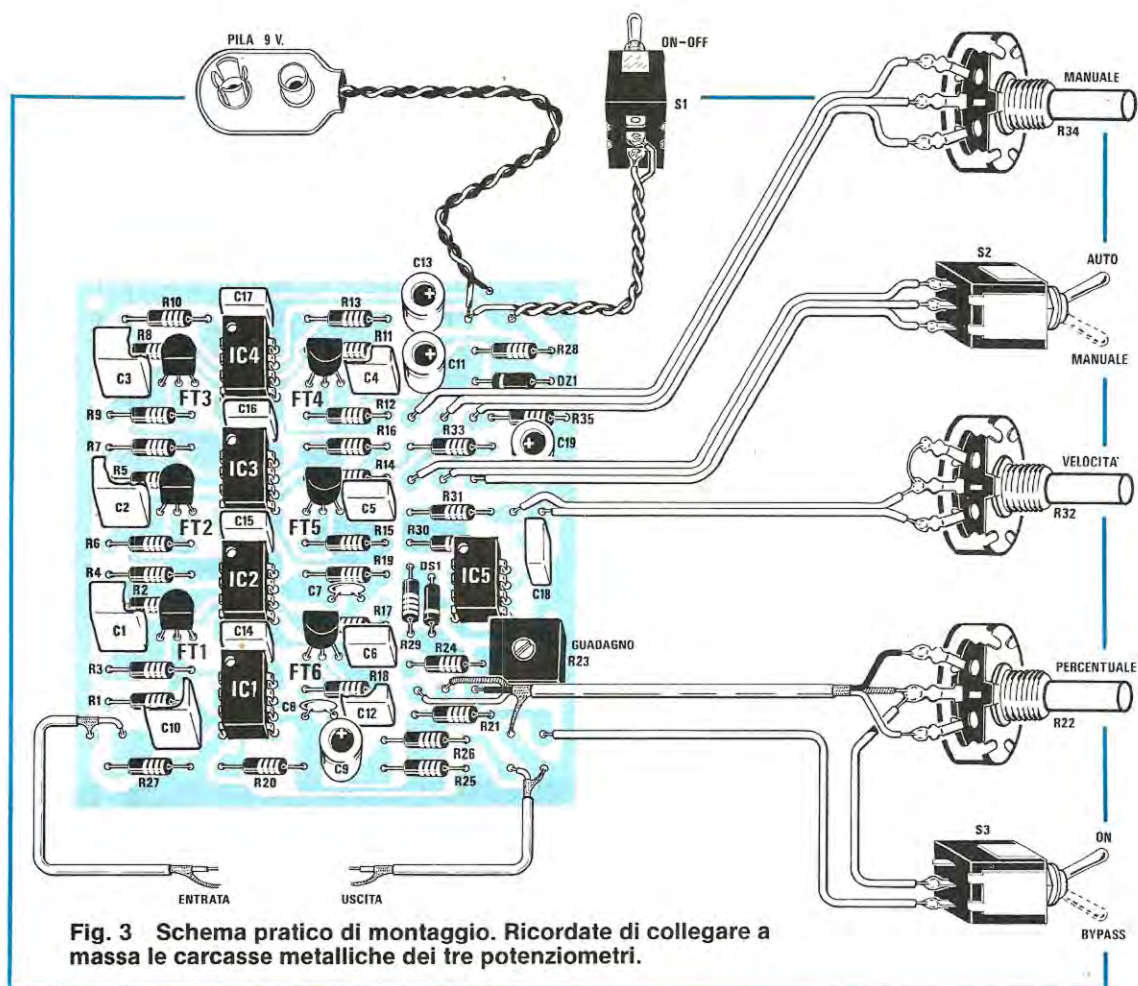 PILA 9 V.
ON-OFF
S1
MANUALE
R34
S2
AUTO
MANUALE
VELOCITA'
R32
PERCENTUALE
R22
S3
ON
BYPASS
C13
C17
R10
R13
R8
IC4
R11
C11
R28
C3
FT3
FT4
C4
DZ1
R9
C16
R12
R35
R7
R16
R33
C19
R5
IC3
R14
C2
FT2
FT5
C5
R31
C15
R6
R15
R30
R4
R19
DS1
IC5
R2
IC2
C7
C18
C1
R17
FT1
C14
FT6
C6
R29
GUADAGNO
R23
R3
R24
R1
IC1
R18
C10
C8
C12
R21
R26
R27
R20
C9
R25
ENTRATA
USCITA
Fig. 3 Schema pratico di montaggio. Ricordate di collegare a
massa le carcasse metalliche dei tre potenziometri.